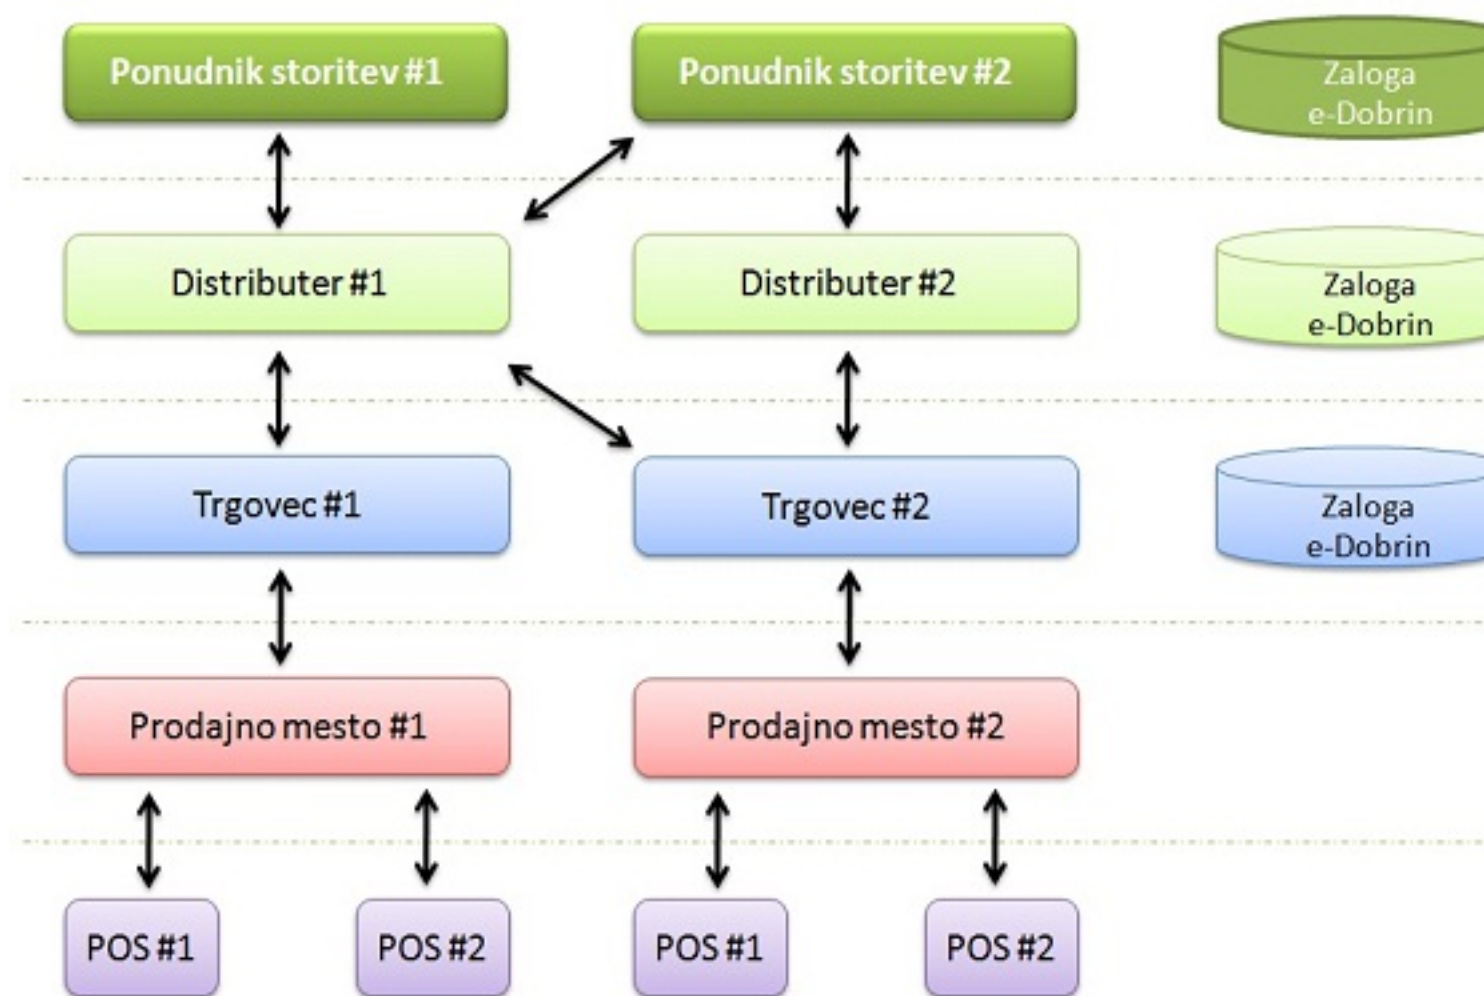 Ponudnik storitev #1
Ponudnik storitev #2
Zaloga
e-Dobrin
Distributer #1
Distributer #2
Zaloga
e-Dobrin
Trgovec #1
Trgovec #2
Zaloga
e-Dobrin
Prodajno mesto #1
Prodajno mesto #2
POS #1
POS #2
POS #1
POS #2